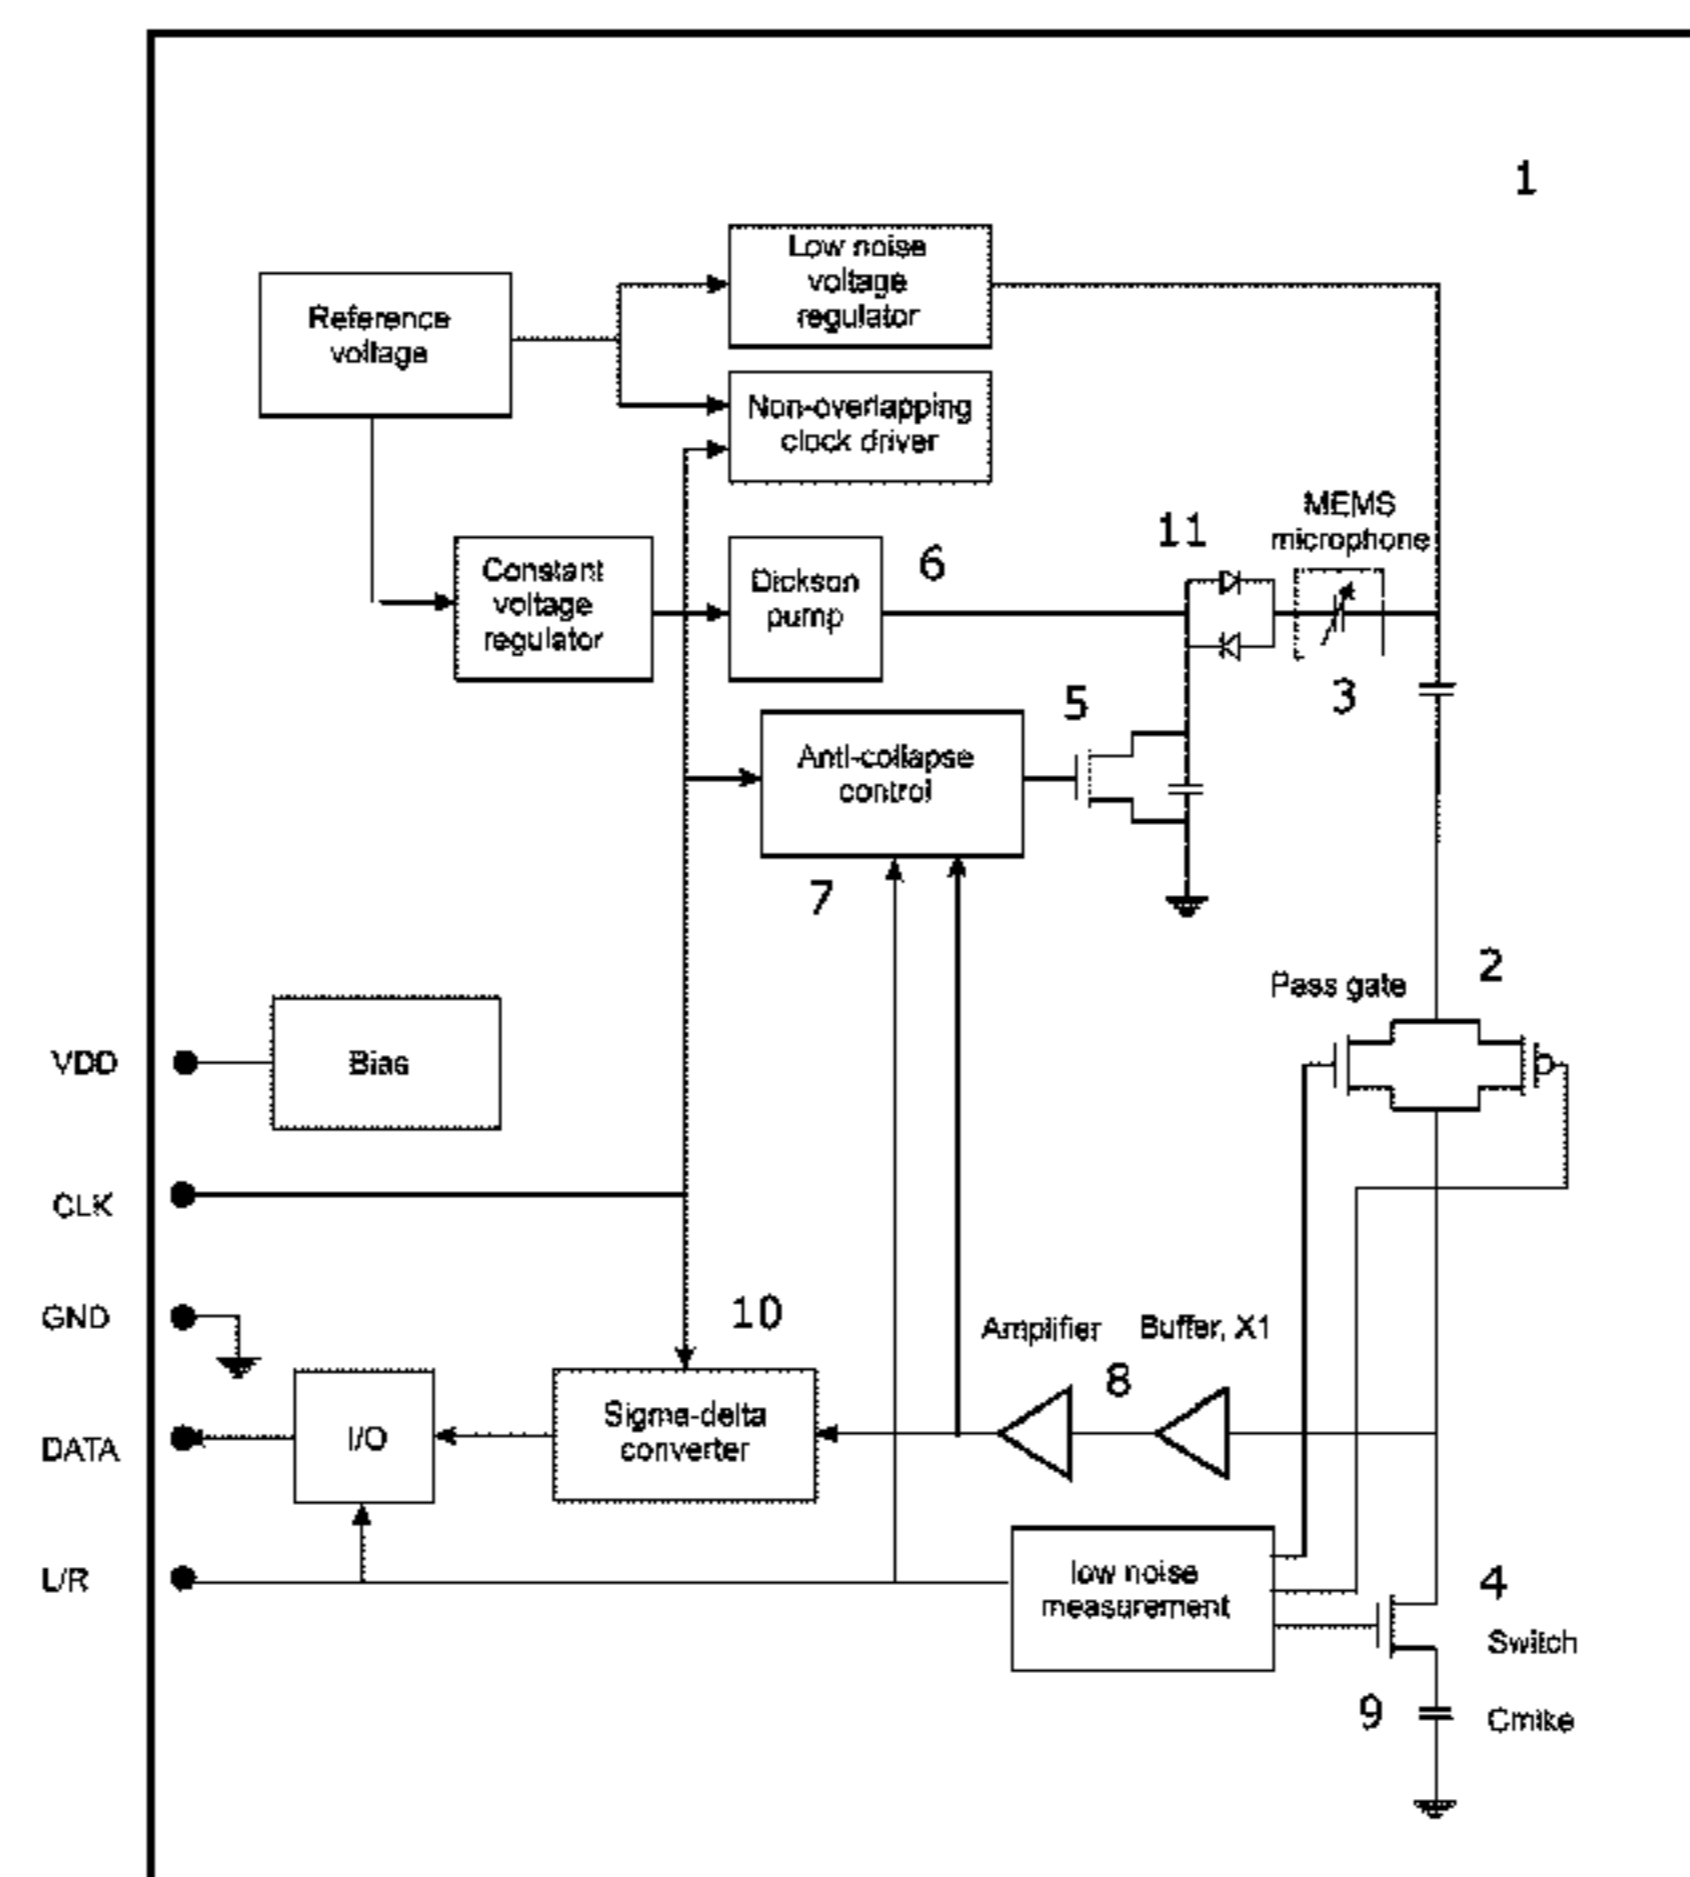 1
Low noise
voltage
regulator
Reference
voltage
Non-overlapping
clock driver
MEMS
microphone
11
6
Constant
voltage
regulator
Dickson
pump
3
5
Anti-collapse
control
7
2
Pass gate
VDD
Bias
CLK
GND
10
Amplifier
Buffer, X1
8
DATA
I/O
Sigma-delta
converter
L/R
low noise
measurement
4
Switch
9
Cmike